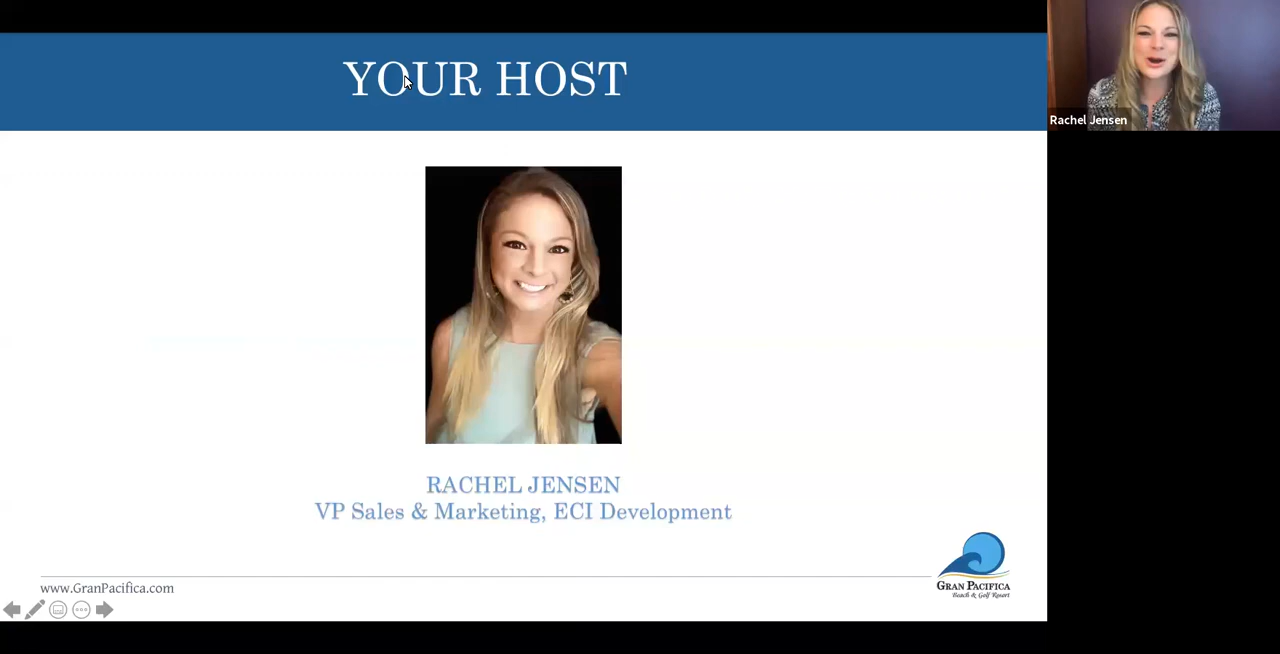 YOUR HOST
Rachel Jensen
RACHEL JENSEN
VP Sales & Marketing, ECI Development
www.GranPacifica.com
GRAN PACIFICA
Beach & Golf Resort